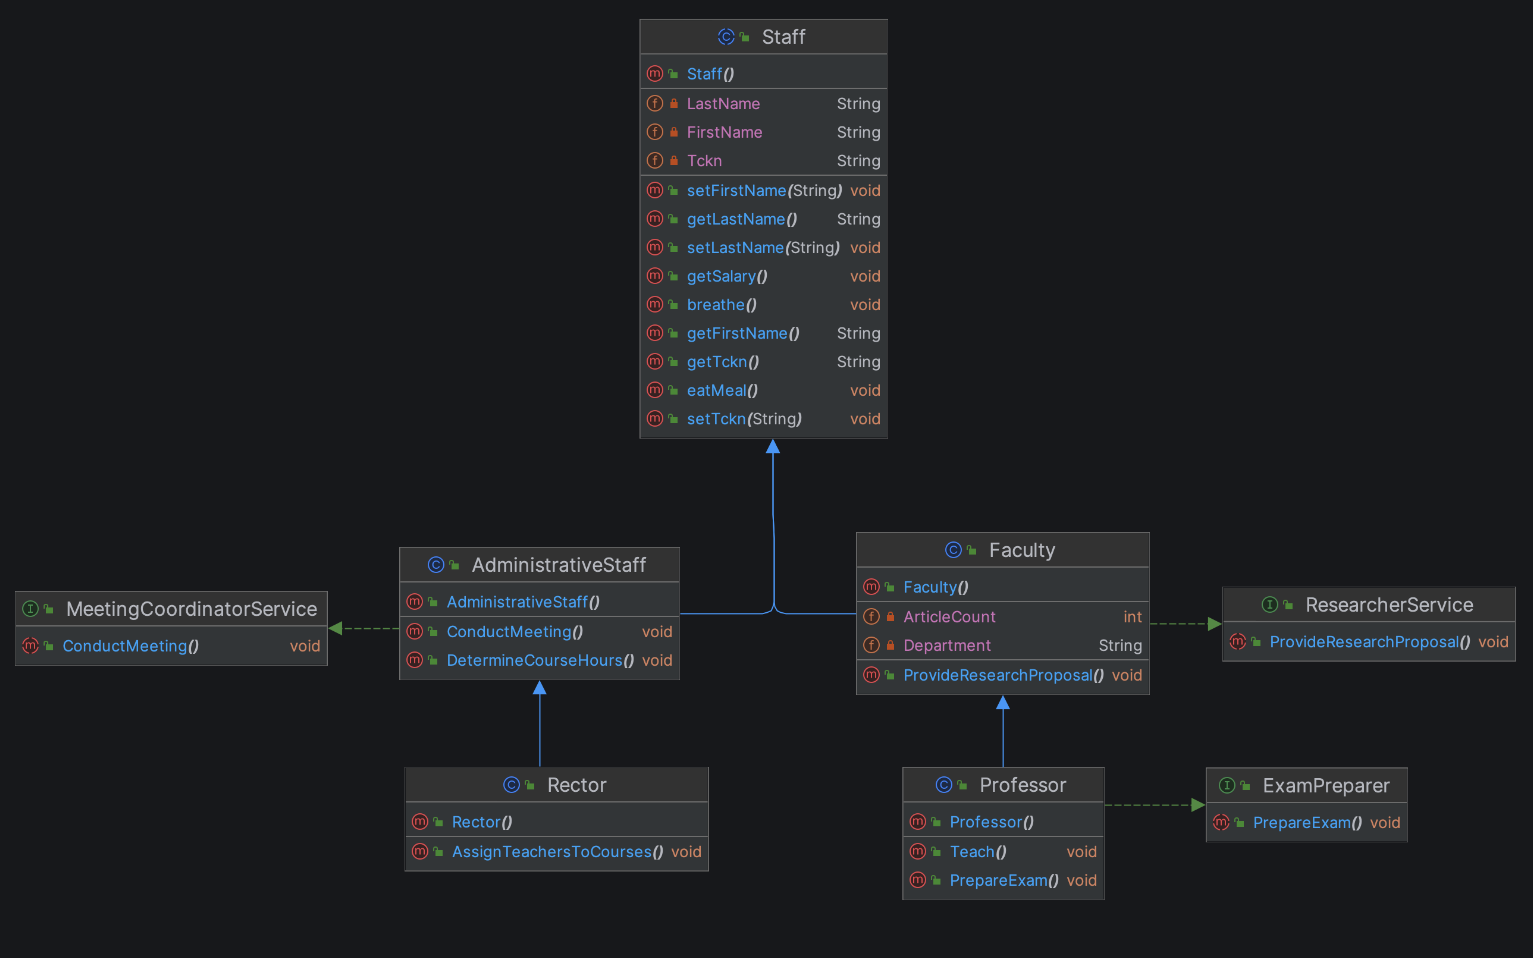 Staff
Staff()
LastName String
FirstName String
Tckn String
setFirstName(String) void
getLastName() String
setLastName(String) void
getSalary() void
breathe() void
getFirstName() String
getTckn() String
eatMeal() void
setTckn(String) void
MeetingCoordinatorService
ConductMeeting() void
AdministrativeStaff
AdministrativeStaff()
ConductMeeting() void
DetermineCourseHours() void
Faculty
Faculty()
ArticleCount int
Department String
ProvideResearchProposal() void
ResearcherService
ProvideResearchProposal() void
Rector
Rector()
AssignTeachersToCourses() void
Professor
Professor()
Teach() void
PrepareExam() void
ExamPreparer
PrepareExam() void